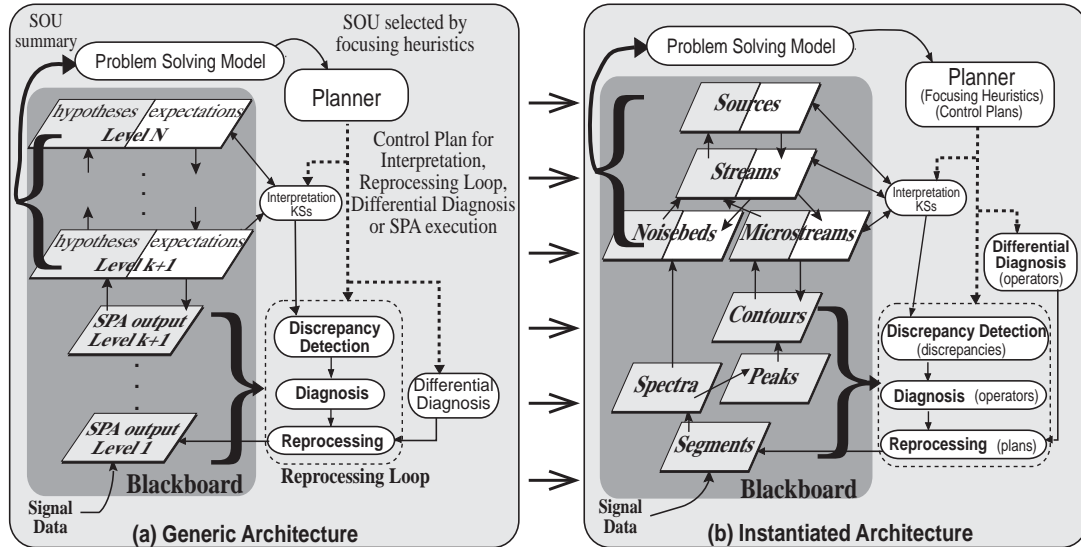 SOU
summary
Problem Solving Model
SOU selected by
focusing heuristics
Planner
hypotheses expectations
Level N
Control Plan for
Interpretation,
Reprocessing Loop,
Differential Diagnosis
or SPA execution
Interpretation
KSs
hypotheses expectations
Level k+1
SPA output
Level k+1
Discrepancy
Detection
Diagnosis
Differential
Diagnosis
SPA output
Level 1
Reprocessing
Reprocessing Loop
Blackboard
Signal
Data
(a) Generic Architecture
Problem Solving Model
Planner
(Focusing Heuristics)
(Control Plans)
Sources
Streams
Interpretation
KSs
Noisebeds Microstreams
Differential
Diagnosis
(operators)
Contours
Discrepancy Detection
(discrepancies)
Spectra
Peaks
Diagnosis (operators)
Segments
Reprocessing (plans)
Blackboard
Signal
Data
(b) Instantiated Architecture